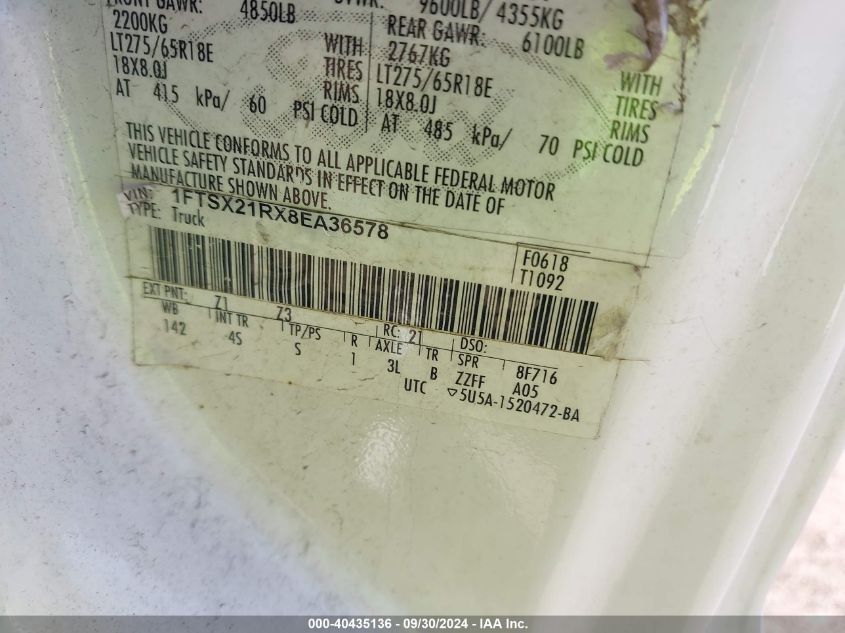 FRONT GAWR: 4850LB
2200KG WITH
LT275/65R18E TIRES
18X8.0J RIMS
AT 415 kPa/ 60 PSI COLD
9600LB/ 4355KG
REAR GAWR: 6100LB
2767KG WITH
LT275/65R18E TIRES
18X8.0J RIMS
AT 485 kPa/ 70 PSI COLD
THIS VEHICLE CONFORMS TO ALL APPLICABLE FEDERAL MOTOR
VEHICLE SAFETY STANDARDS IN EFFECT ON THE DATE OF
MANUFACTURE SHOWN ABOVE.
VIN: 1FTSX21RX8EA36578
TYPE: Truck
F0618
T1092
EXT PNT: Z1 Z3 RC: 21 DSO:
WB INT TR TP/PS R AXLE TR SPR 8F716
142 4S S 1 3L B ZZFF A05
UTC ▽5U5A-1520472-BA
000-40435136 - 09/30/2024 - IAA Inc.